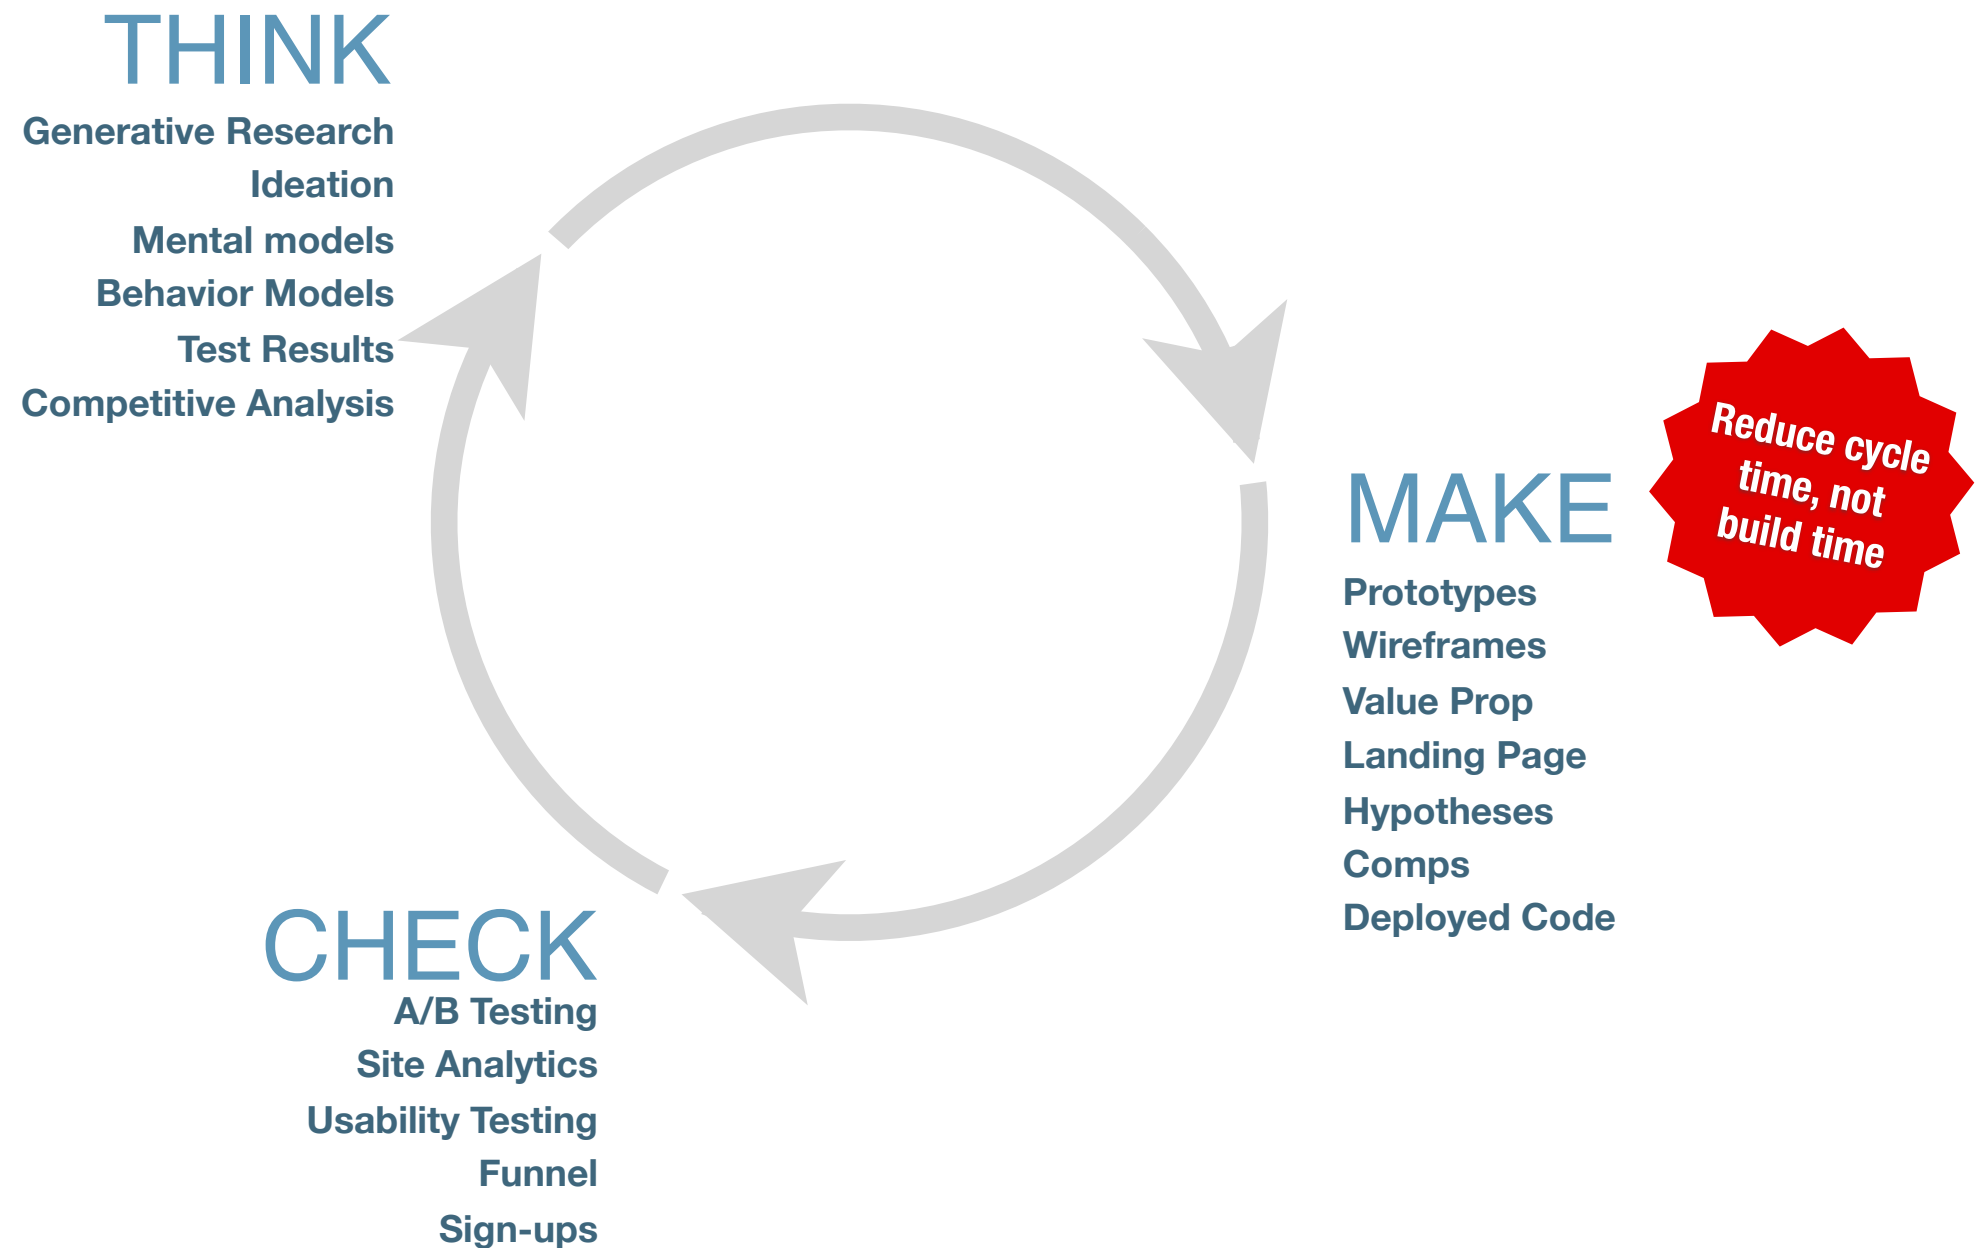 THINK
Generative Research
Ideation
Mental models
Behavior Models
Test Results
Competitive Analysis
MAKE
Prototypes
Wireframes
Value Prop
Landing Page
Hypotheses
Comps
Deployed Code
Reduce cycle
time, not
build time
CHECK
A/B Testing
Site Analytics
Usability Testing
Funnel
Sign-ups